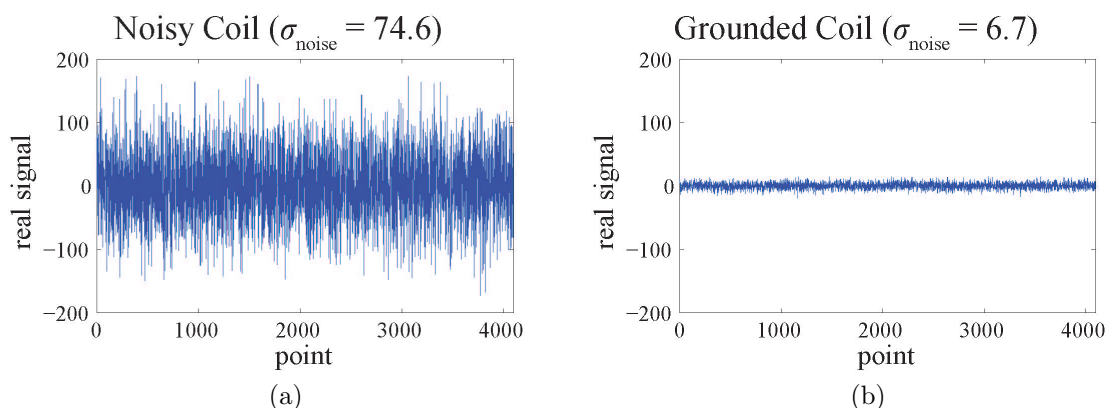 Noisy Coil (σnoise = 74.6)
200
100
0
−100
−200
real signal
0 1000 2000 3000 4000
point
(a)
Grounded Coil (σnoise = 6.7)
200
100
0
−100
−200
real signal
0 1000 2000 3000 4000
point
(b)